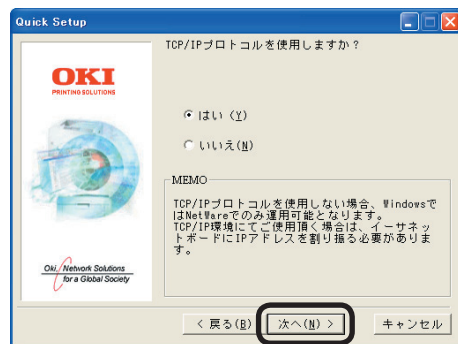 Quick Setup
TCP/IPプロトコルを使用しますか？
OKI
PRINTING SOLUTIONS
はい (Y)
いいえ(N)
MEMO
TCP/IPプロトコルを使用しない場合、Windowsで
はNetWareでのみ運用可能となります。
TCP/IP環境にてご使用頂く場合は、イーサネッ
トボードにIPアドレスを割り振る必要がありま
す。
Oki, Network Solutions
for a Global Society
< 戻る(B)
次へ(N) >
キャンセル